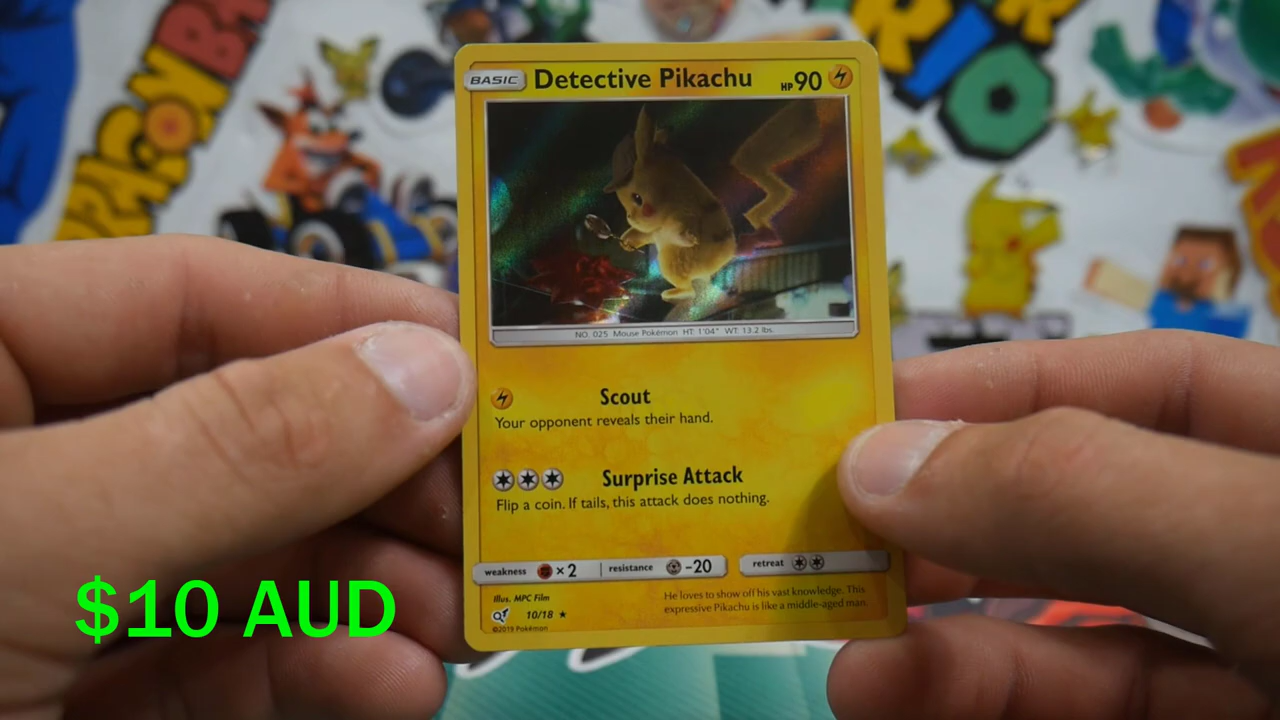 BASIC Detective Pikachu HP 90
NO. 025 Mouse Pokémon HT: 1'04" WT: 13.2 lbs.
Scout
Your opponent reveals their hand.
Surprise Attack
Flip a coin. If tails, this attack does nothing.
weakness ×2 resistance -20 retreat
Illus. MPC Film
10/18
©2019 Pokémon
He loves to show off his vast knowledge. This
expressive Pikachu is like a middle-aged man.
$10 AUD